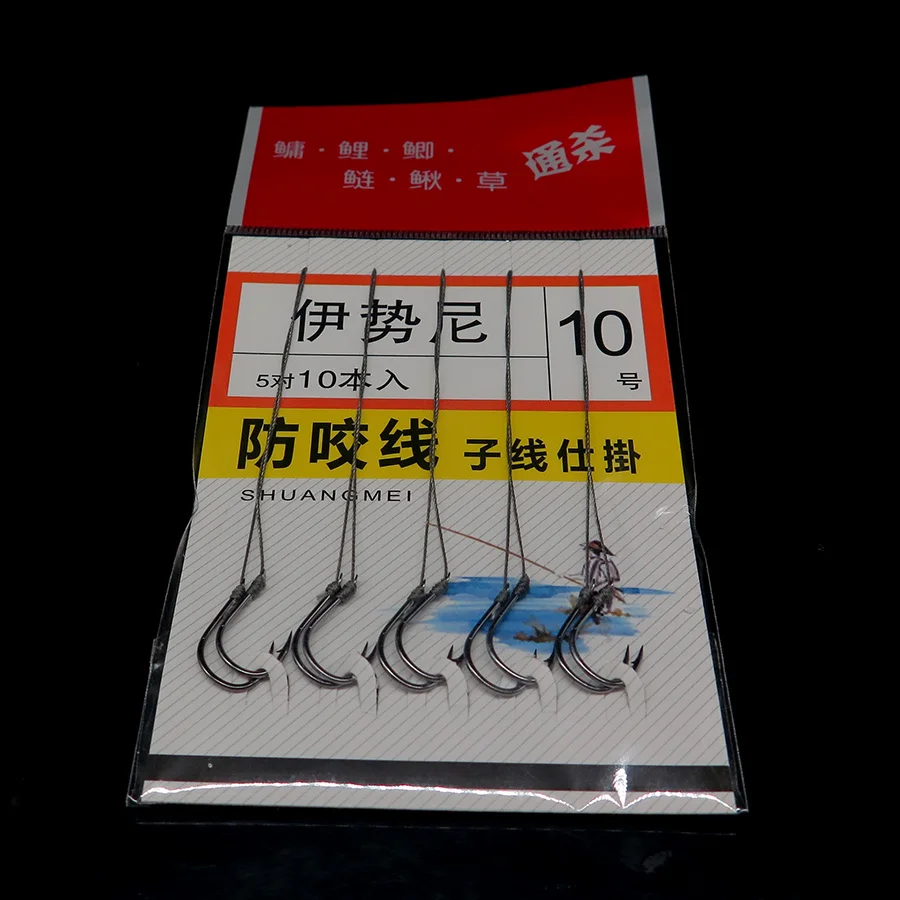 鳙·鲤·鲫·
鲢·鳅·草
通杀
伊势尼
10
号
5对10本入
防咬线 子线仕掛
SHUANGMEI